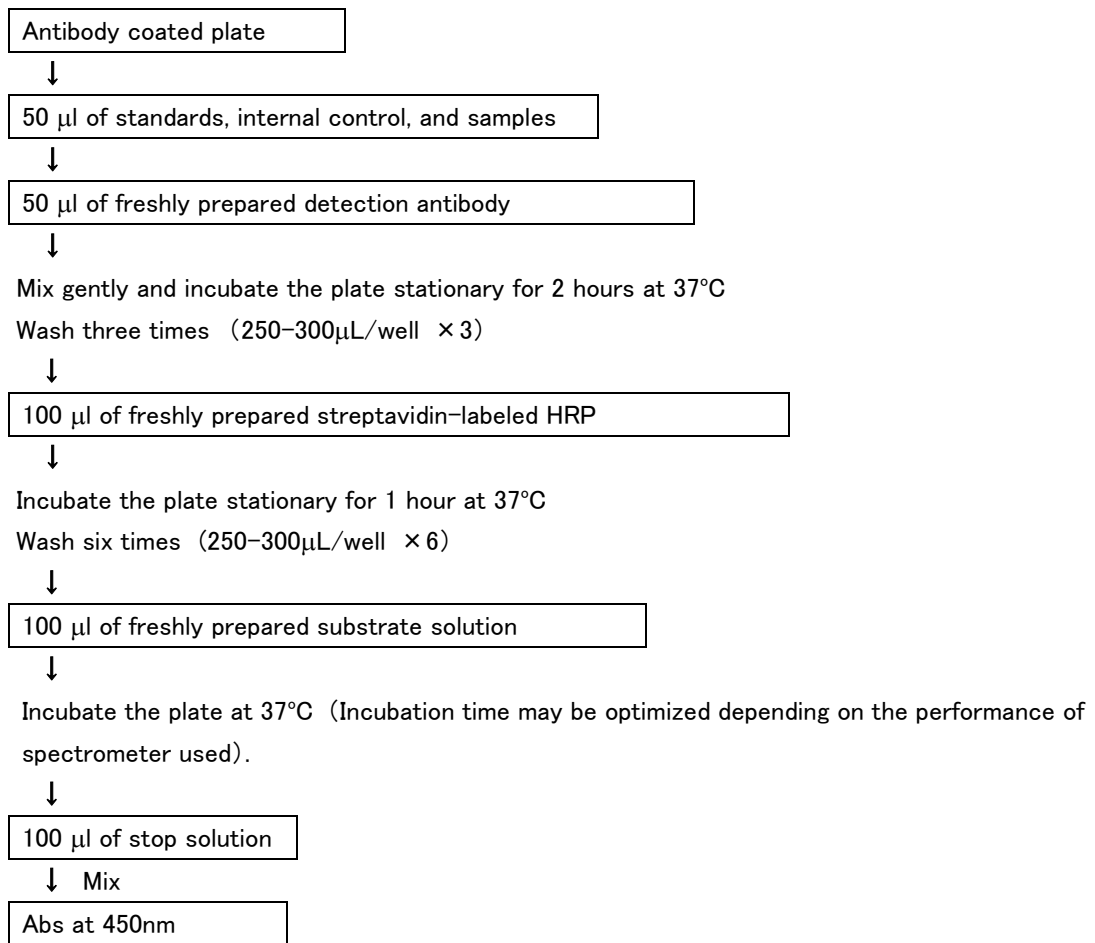 Antibody coated plate
↓
50 μl of standards, internal control, and samples
↓
50 μl of freshly prepared detection antibody
↓
Mix gently and incubate the plate stationary for 2 hours at 37°C
Wash three times （250-300μL/well ×3）
↓
100 μl of freshly prepared streptavidin-labeled HRP
↓
Incubate the plate stationary for 1 hour at 37°C
Wash six times （250-300μL/well ×6）
↓
100 μl of freshly prepared substrate solution
↓
Incubate the plate at 37°C （Incubation time may be optimized depending on the performance of
spectrometer used）.
↓
100 μl of stop solution
↓ Mix
Abs at 450nm